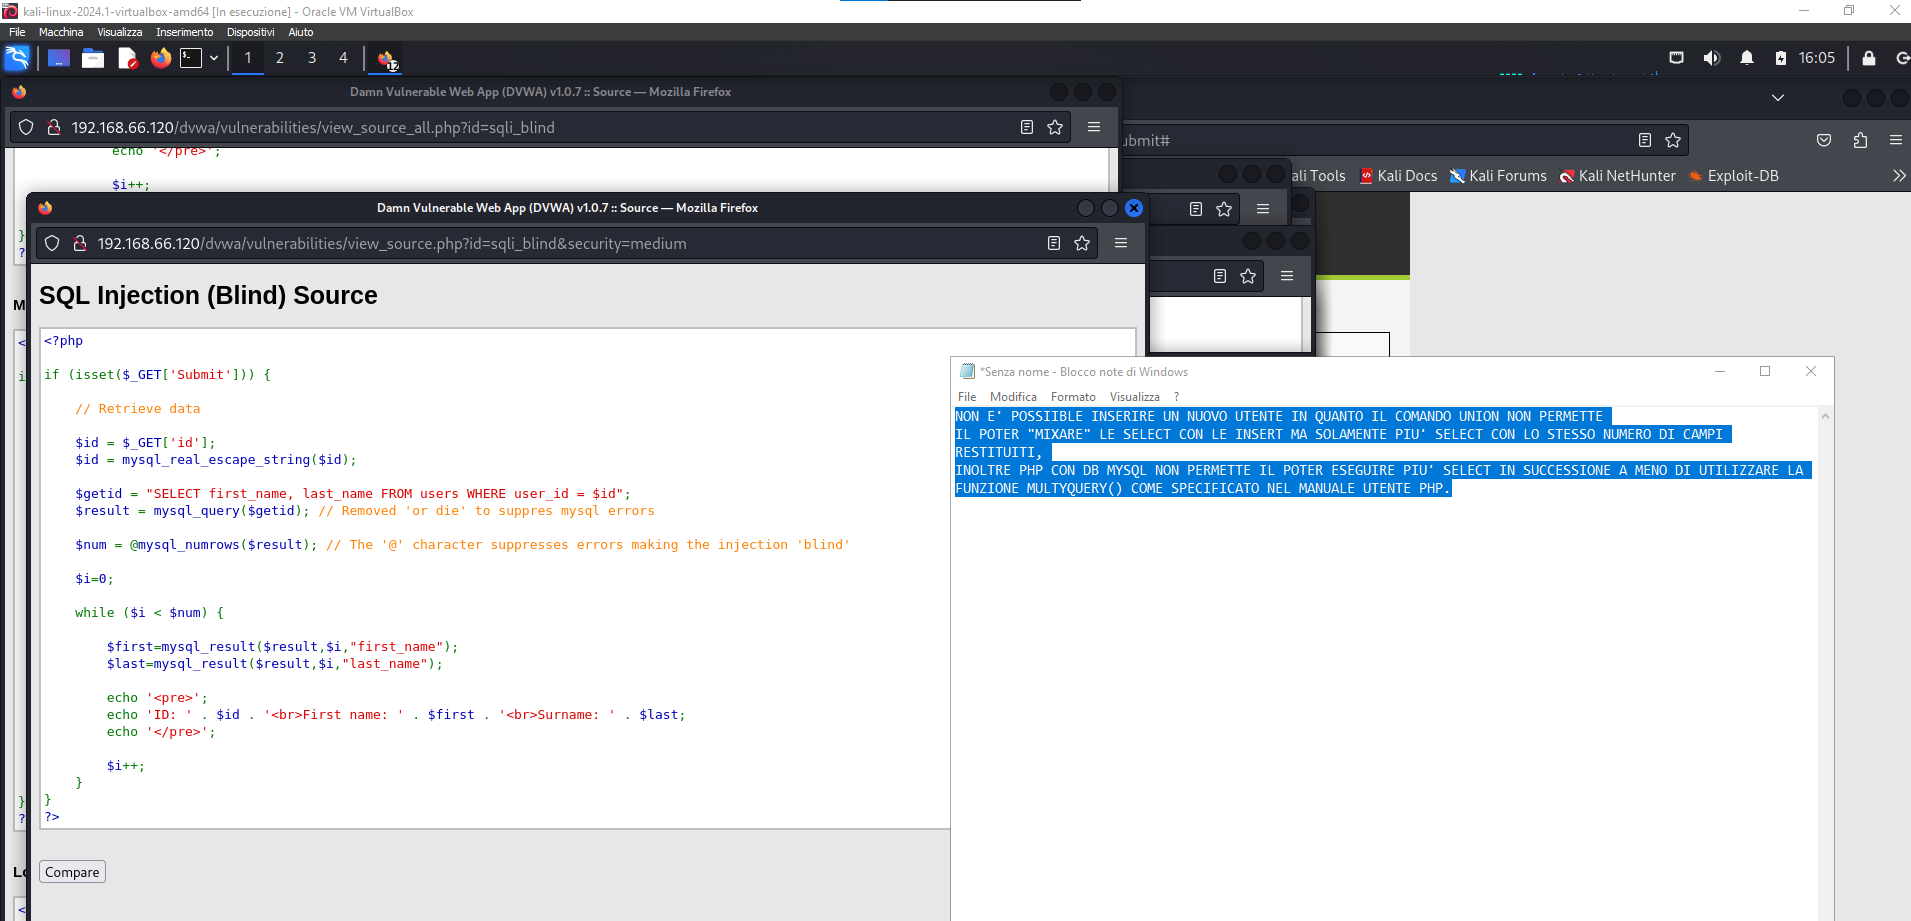 kali-linux-2024.1-virtualbox-amd64 [In esecuzione] - Oracle VM VirtualBox
File Macchina Visualizza Inserimento Dispositivi Aiuto
1 2 3 4 12 16:05
Damn Vulnerable Web App (DVWA) v1.0.7 :: Source — Mozilla Firefox
192.168.66.120/dvwa/vulnerabilities/view_source_all.php?id=sqli_blind
ubmit#
echo '</pre>';
ali Tools Kali Docs Kali Forums Kali NetHunter Exploit-DB
$i++;
Damn Vulnerable Web App (DVWA) v1.0.7 :: Source — Mozilla Firefox
}
192.168.66.120/dvwa/vulnerabilities/view_source.php?id=sqli_blind&security=medium
?
M
<
i
}
?
Lo
<
SQL Injection (Blind) Source
<?php
if (isset($_GET['Submit'])) {
// Retrieve data
$id = $_GET['id'];
$id = mysql_real_escape_string($id);
$getid = "SELECT first_name, last_name FROM users WHERE user_id = $id";
$result = mysql_query($getid); // Removed 'or die' to suppres mysql errors
$num = @mysql_numrows($result); // The '@' character suppresses errors making the injection 'blind'
$i=0;
while ($i < $num) {
$first=mysql_result($result,$i,"first_name");
$last=mysql_result($result,$i,"last_name");
echo '<pre>';
echo 'ID: ' . $id . '<br>First name: ' . $first . '<br>Surname: ' . $last;
echo '</pre>';
$i++;
}
}
?>
Compare
*Senza nome - Blocco note di Windows
File Modifica Formato Visualizza ?
NON E' POSSIIBLE INSERIRE UN NUOVO UTENTE IN QUANTO IL COMANDO UNION NON PERMETTE
IL POTER "MIXARE" LE SELECT CON LE INSERT MA SOLAMENTE PIU' SELECT CON LO STESSO NUMERO DI CAMPI
RESTITUITI,
INOLTRE PHP CON DB MYSQL NON PERMETTE IL POTER ESEGUIRE PIU' SELECT IN SUCCESSIONE A MENO DI UTILIZZARE LA
FUNZIONE MULTYQUERY() COME SPECIFICATO NEL MANUALE UTENTE PHP.